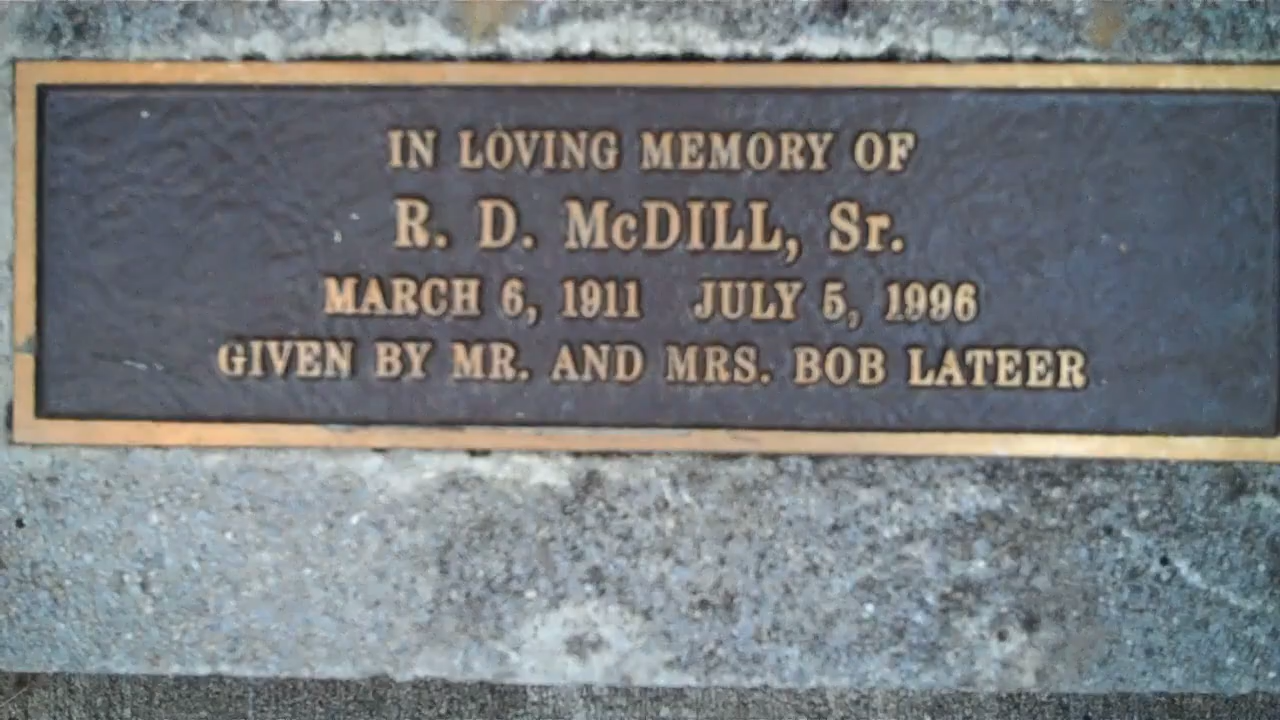 IN LOVING MEMORY OF
R. D. McDILL, Sr.
MARCH 6, 1911 JULY 5, 1996
GIVEN BY MR. AND MRS. BOB LATEER